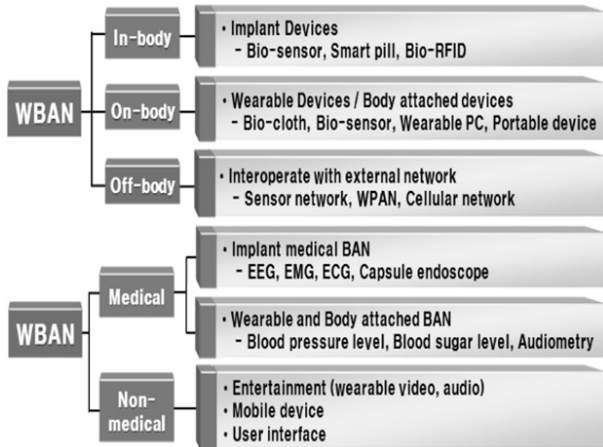 WBAN
In-body
• Implant Devices
- Bio-sensor, Smart pill, Bio-RFID
On-body
• Wearable Devices / Body attached devices
- Bio-cloth, Bio-sensor, Wearable PC, Portable device
Off-body
• Interoperate with external network
- Sensor network, WPAN, Cellular network
WBAN
Medical
• Implant medical BAN
- EEG, EMG, ECG, Capsule endoscope
• Wearable and Body attached BAN
- Blood pressure level, Blood sugar level, Audiometry
Non-
medical
• Entertainment (wearable video, audio)
• Mobile device
• User interface